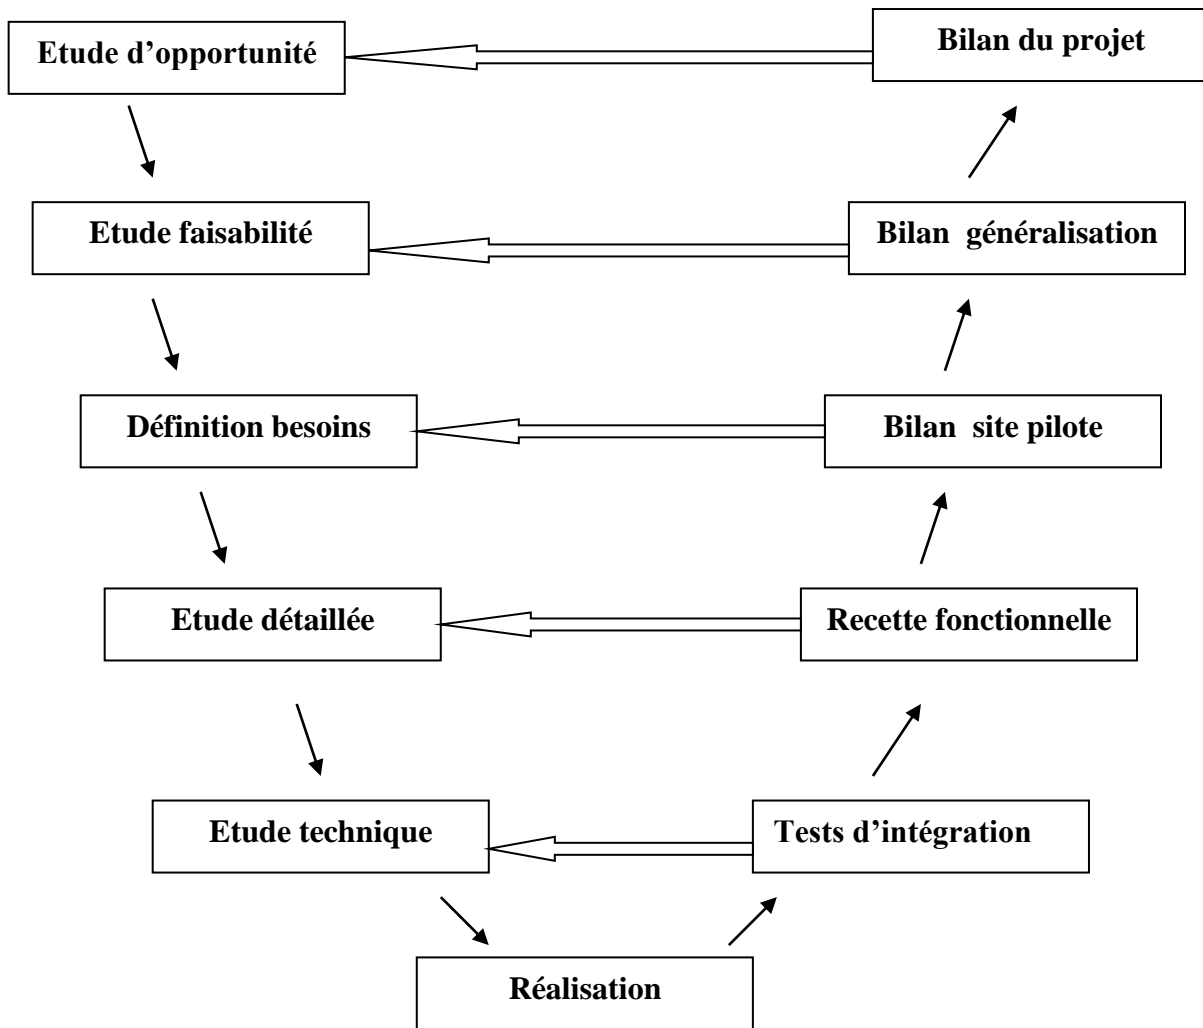 Etude d’opportunité
Bilan du projet
Etude faisabilité
Bilan  généralisation
Définition besoins
Bilan  site pilote
Etude détaillée
Recette fonctionnelle
Etude technique
Tests d’intégration
Réalisation